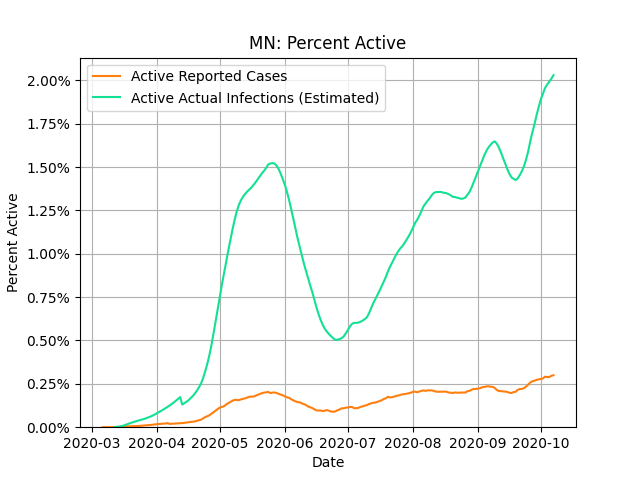 MN: Percent Active
Active Reported Cases
Active Actual Infections (Estimated)
Percent Active
2.00%
1.75%
1.50%
1.25%
1.00%
0.75%
0.50%
0.25%
0.00%
2020-03 2020-04 2020-05 2020-06 2020-07 2020-08 2020-09 2020-10
Date